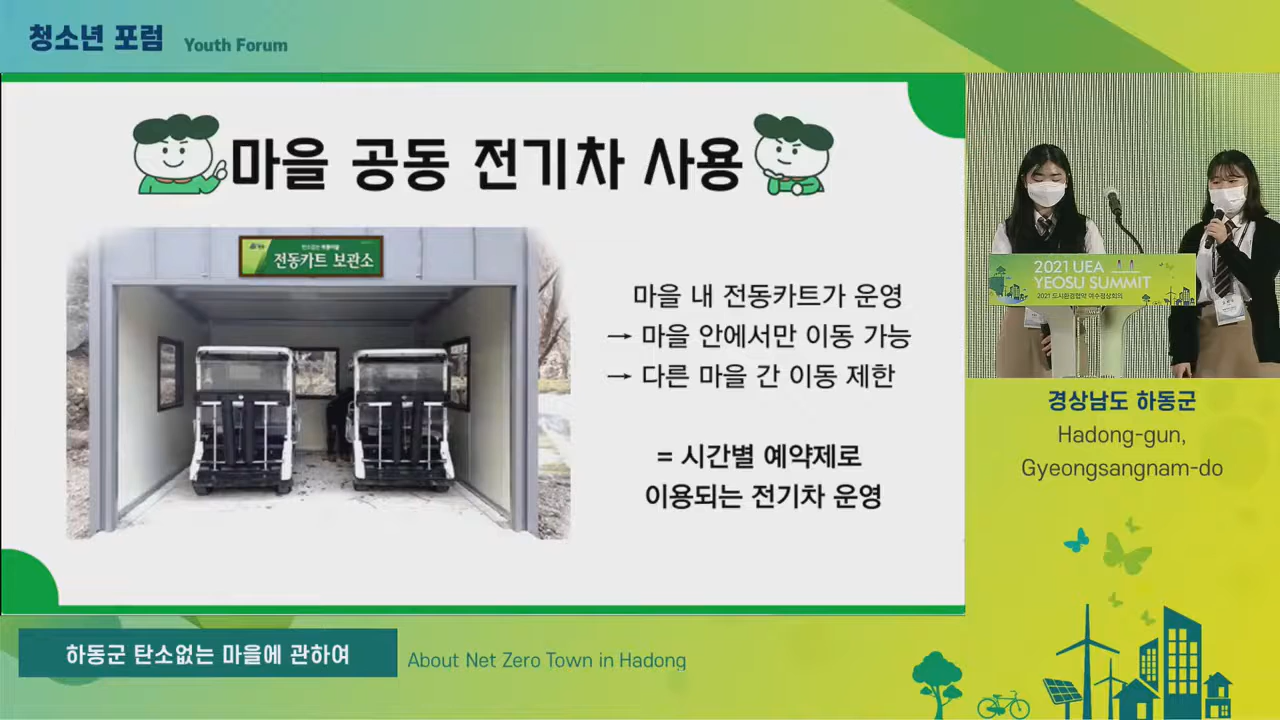 청소년 포럼 Youth Forum
마을 공동 전기차 사용
전동카트 보관소
마을 내 전동카트가 운영
→ 마을 안에서만 이동 가능
→ 다른 마을 간 이동 제한
= 시간별 예약제로
이용되는 전기차 운영
2021 UEA
YEOSU SUMMIT
2021 도시환경협약 여수정상회의
경상남도 하동군
Hadong-gun,
Gyeongsangnam-do
하동군 탄소없는 마을에 관하여
About Net Zero Town in Hadong